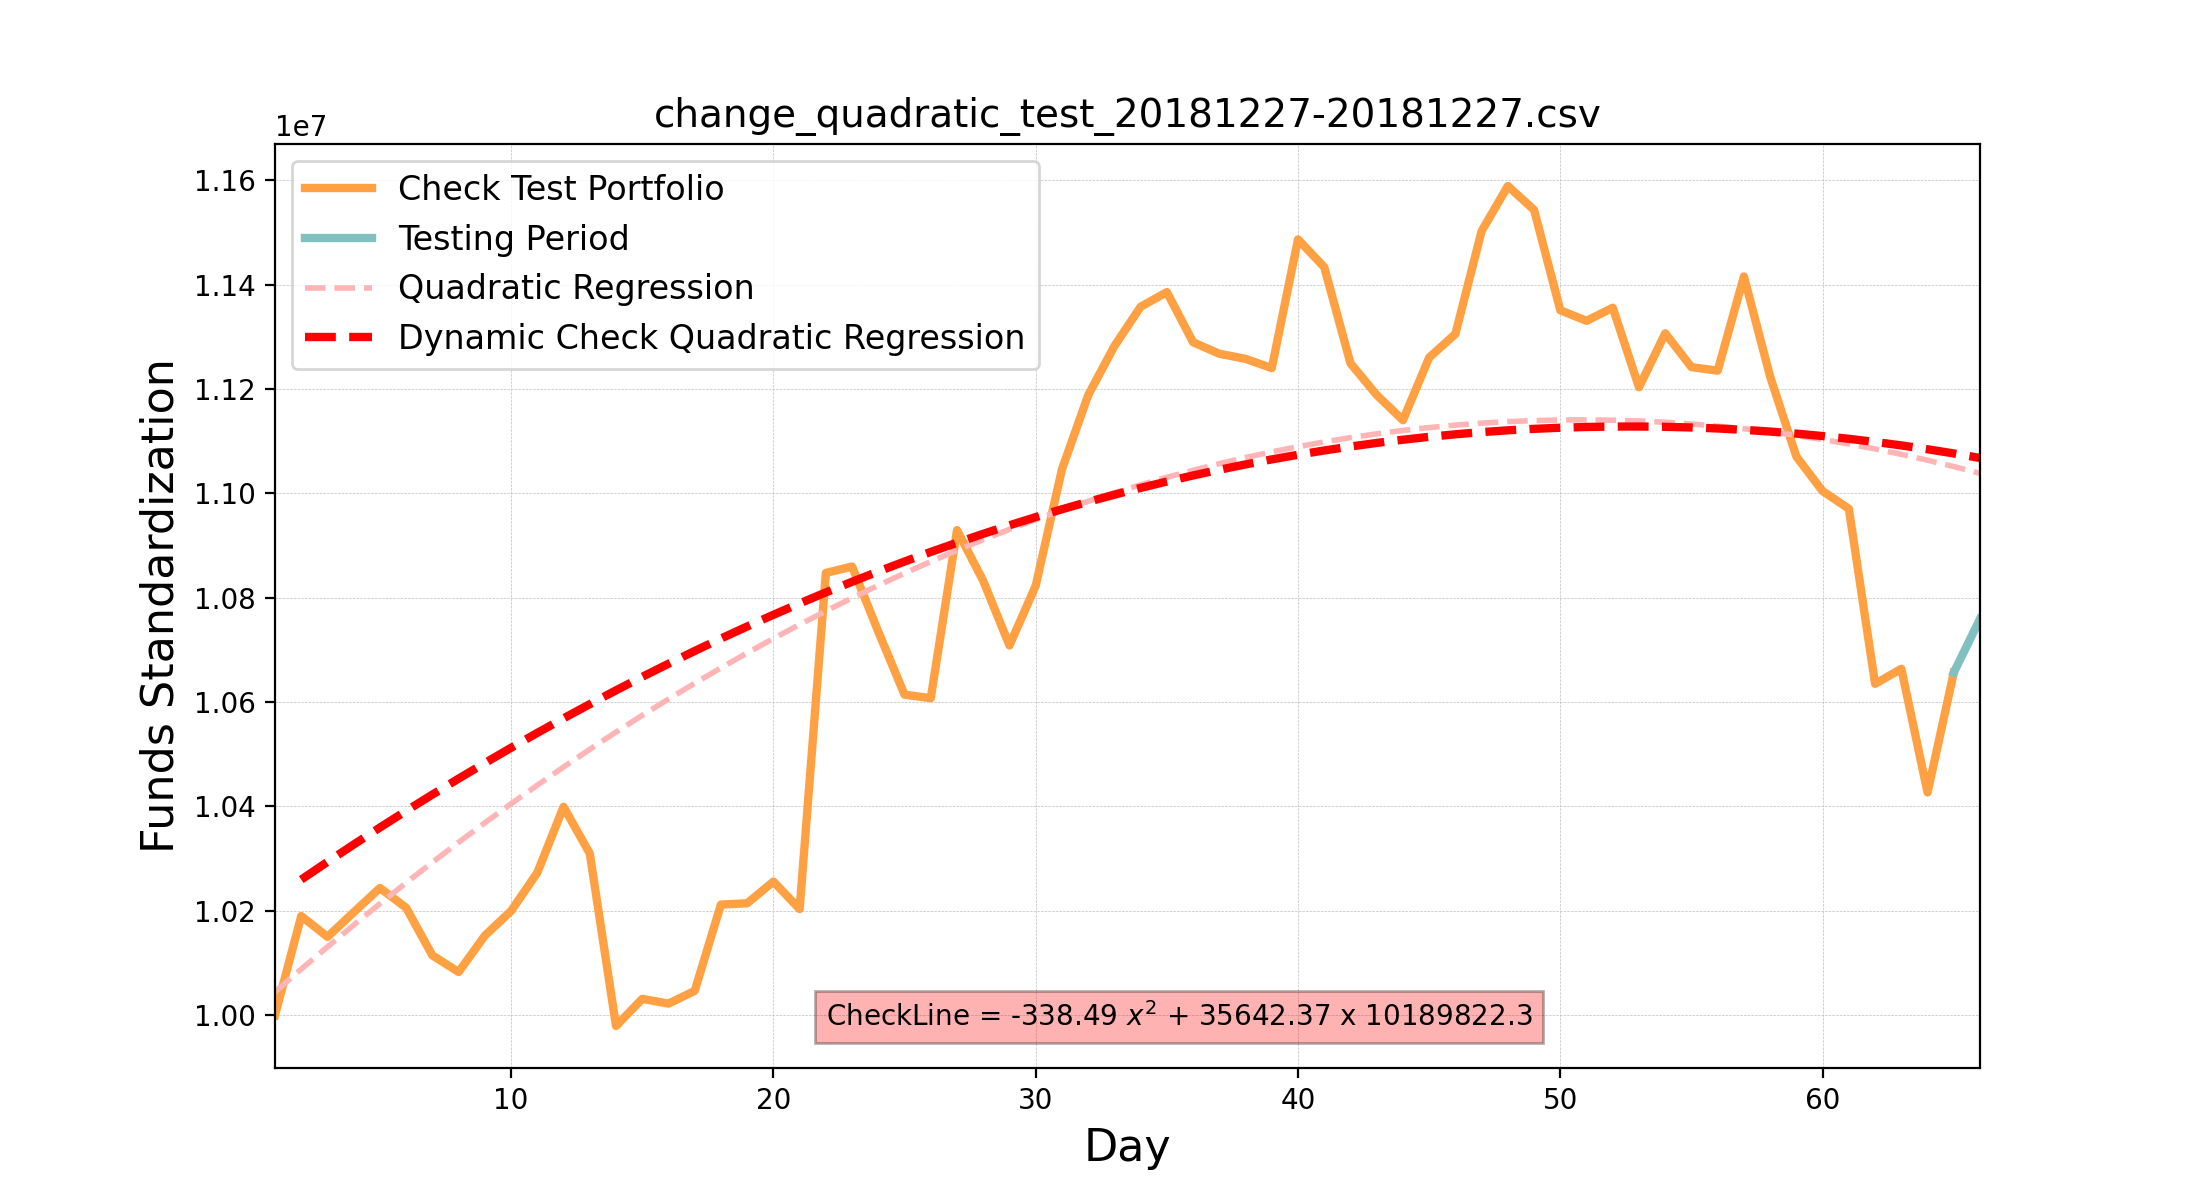 change_quadratic_test_20181227-20181227.csv
1e7
Check Test Portfolio
Testing Period
Quadratic Regression
Dynamic Check Quadratic Regression
1.16
1.14
1.12
1.10
1.08
1.06
1.04
1.02
1.00
Funds Standardization
CheckLine = -338.49 x² + 35642.37 x 10189822.3
10 20 30 40 50 60
Day